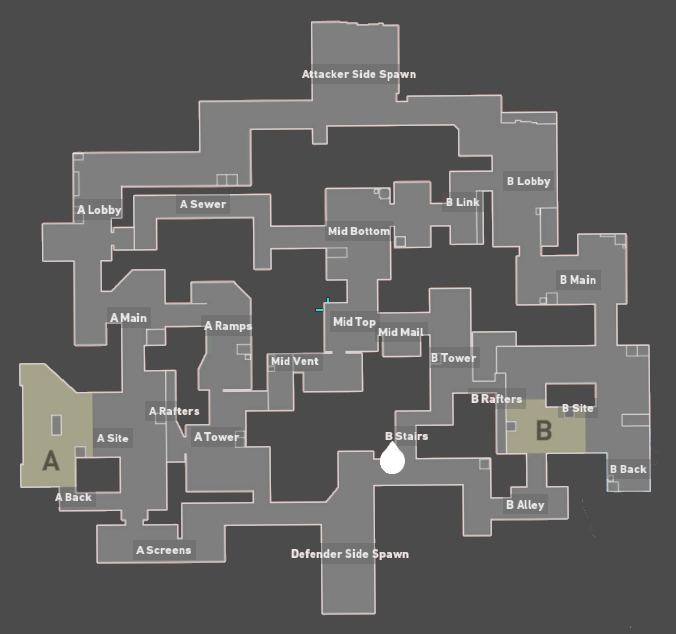 Attacker Side Spawn
B Lobby
A Lobby
A Sewer
B Link
Mid Bottom
B Main
A Main
A Ramps
Mid Top
Mid Mail
Mid Vent
B Tower
B Rafters
A Rafters
B Site
A Site
A Tower
B Stairs
B
A
B Back
A Back
B Alley
A Screens
Defender Side Spawn